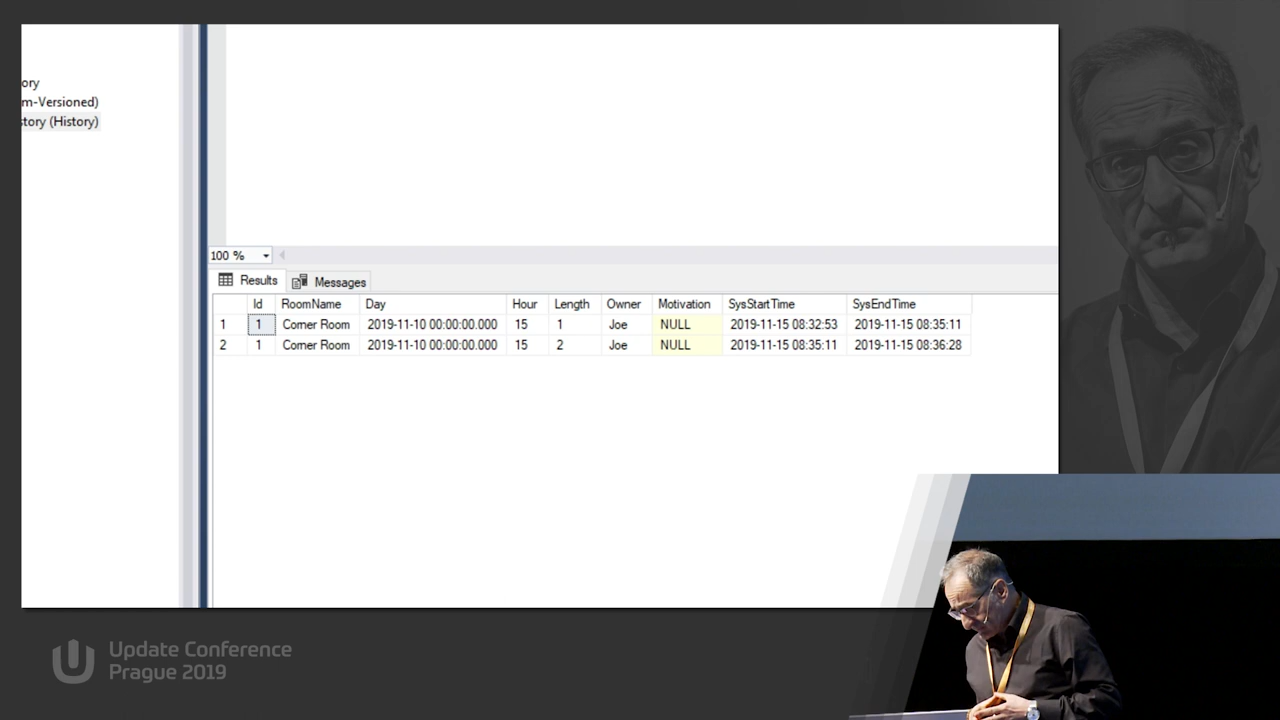 ory
m-Versioned)
story (History)
100 %
Results Messages
Id RoomName Day Hour Length Owner Motivation SysStartTime SysEndTime
1 1 Corner Room 2019-11-10 00:00:00.000 15 1 Joe NULL 2019-11-15 08:32:53 2019-11-15 08:35:11
2 1 Corner Room 2019-11-10 00:00:00.000 15 2 Joe NULL 2019-11-15 08:35:11 2019-11-15 08:36:28
Update Conference
Prague 2019